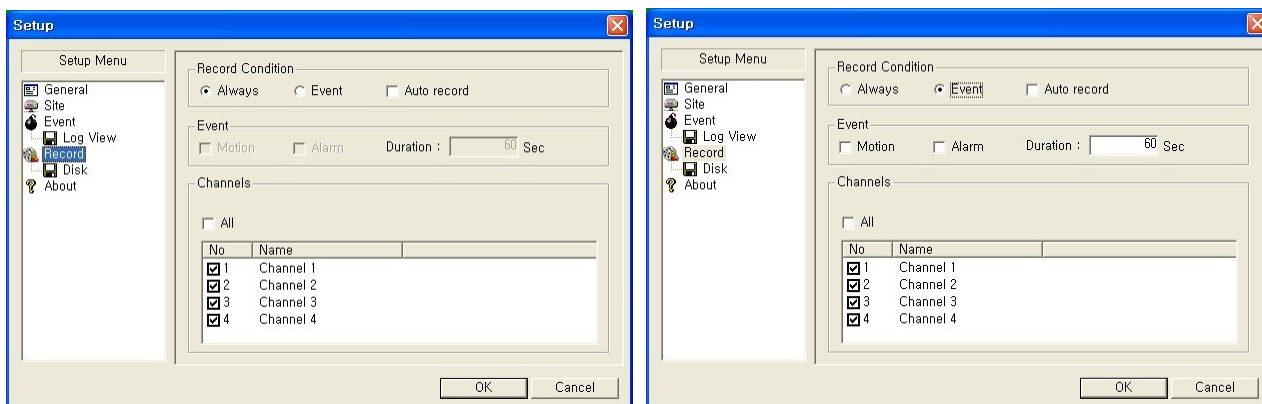 Setup
Setup Menu
General
Site
Event
Log View
Record
Disk
About
Record Condition
Always Event Auto record
Event
Motion Alarm Duration : 60 Sec
Channels
All
No Name
1 Channel 1
2 Channel 2
3 Channel 3
4 Channel 4
OK Cancel
Setup
Setup Menu
General
Site
Event
Log View
Record
Disk
About
Record Condition
Always Event Auto record
Event
Motion Alarm Duration : 60 Sec
Channels
All
No Name
1 Channel 1
2 Channel 2
3 Channel 3
4 Channel 4
OK Cancel